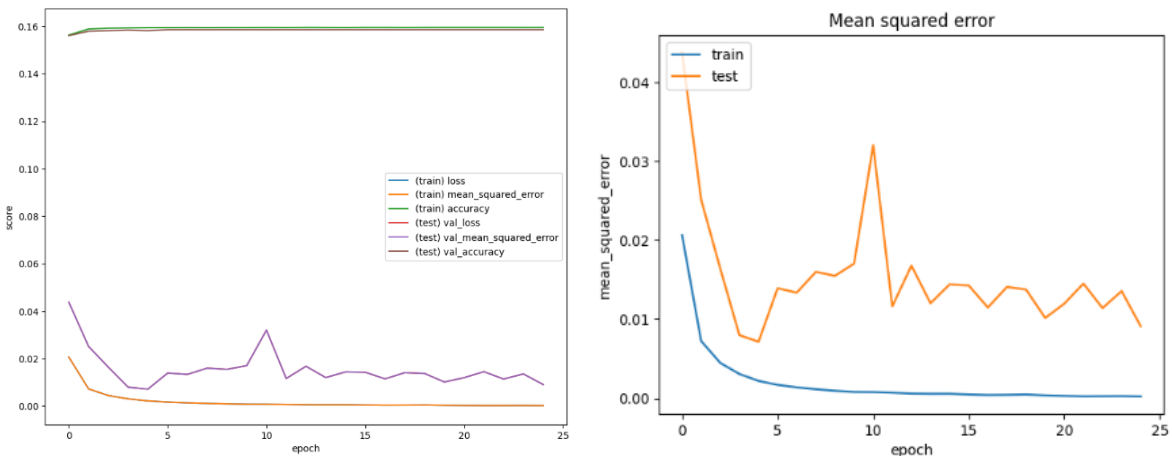 0.16
0.14
0.12
0.10
0.08
0.06
0.04
0.02
0.00
score
(train) loss
(train) mean_squared_error
(train) accuracy
(test) val_loss
(test) val_mean_squared_error
(test) val_accuracy
0 5 10 15 20 25
epoch
Mean squared error
train
test
0.04
0.03
0.02
0.01
0.00
mean_squared_error
0 5 10 15 20 25
epoch